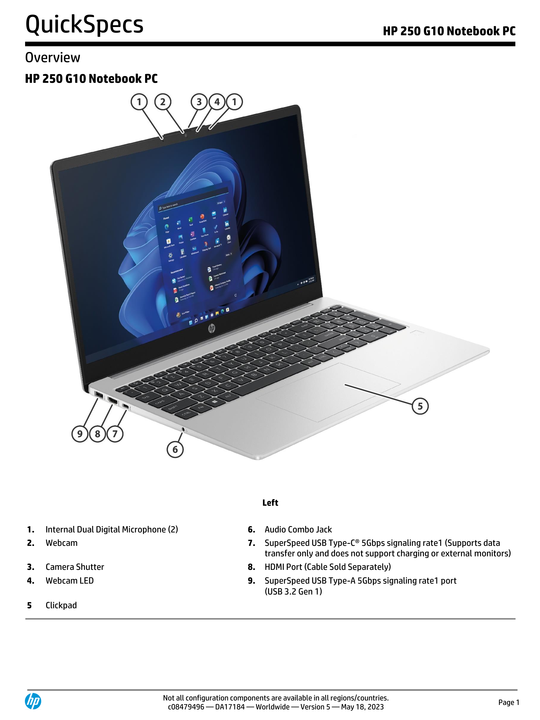 QuickSpecs
HP 250 G10 Notebook PC
Overview
HP 250 G10 Notebook PC
1 2 3 4 1
9 8 7
6
5
Left
1. Internal Dual Digital Microphone (2)
2. Webcam
3. Camera Shutter
4. Webcam LED
5 Clickpad
6. Audio Combo Jack
7. SuperSpeed USB Type-C® 5Gbps signaling rate1 (Supports data
transfer only and does not support charging or external monitors)
8. HDMI Port (Cable Sold Separately)
9. SuperSpeed USB Type-A 5Gbps signaling rate1 port
(USB 3.2 Gen 1)
hp
Not all configuration components are available in all regions/countries.
c08479496 — DA17184 — Worldwide — Version 5 — May 18, 2023
Page 1